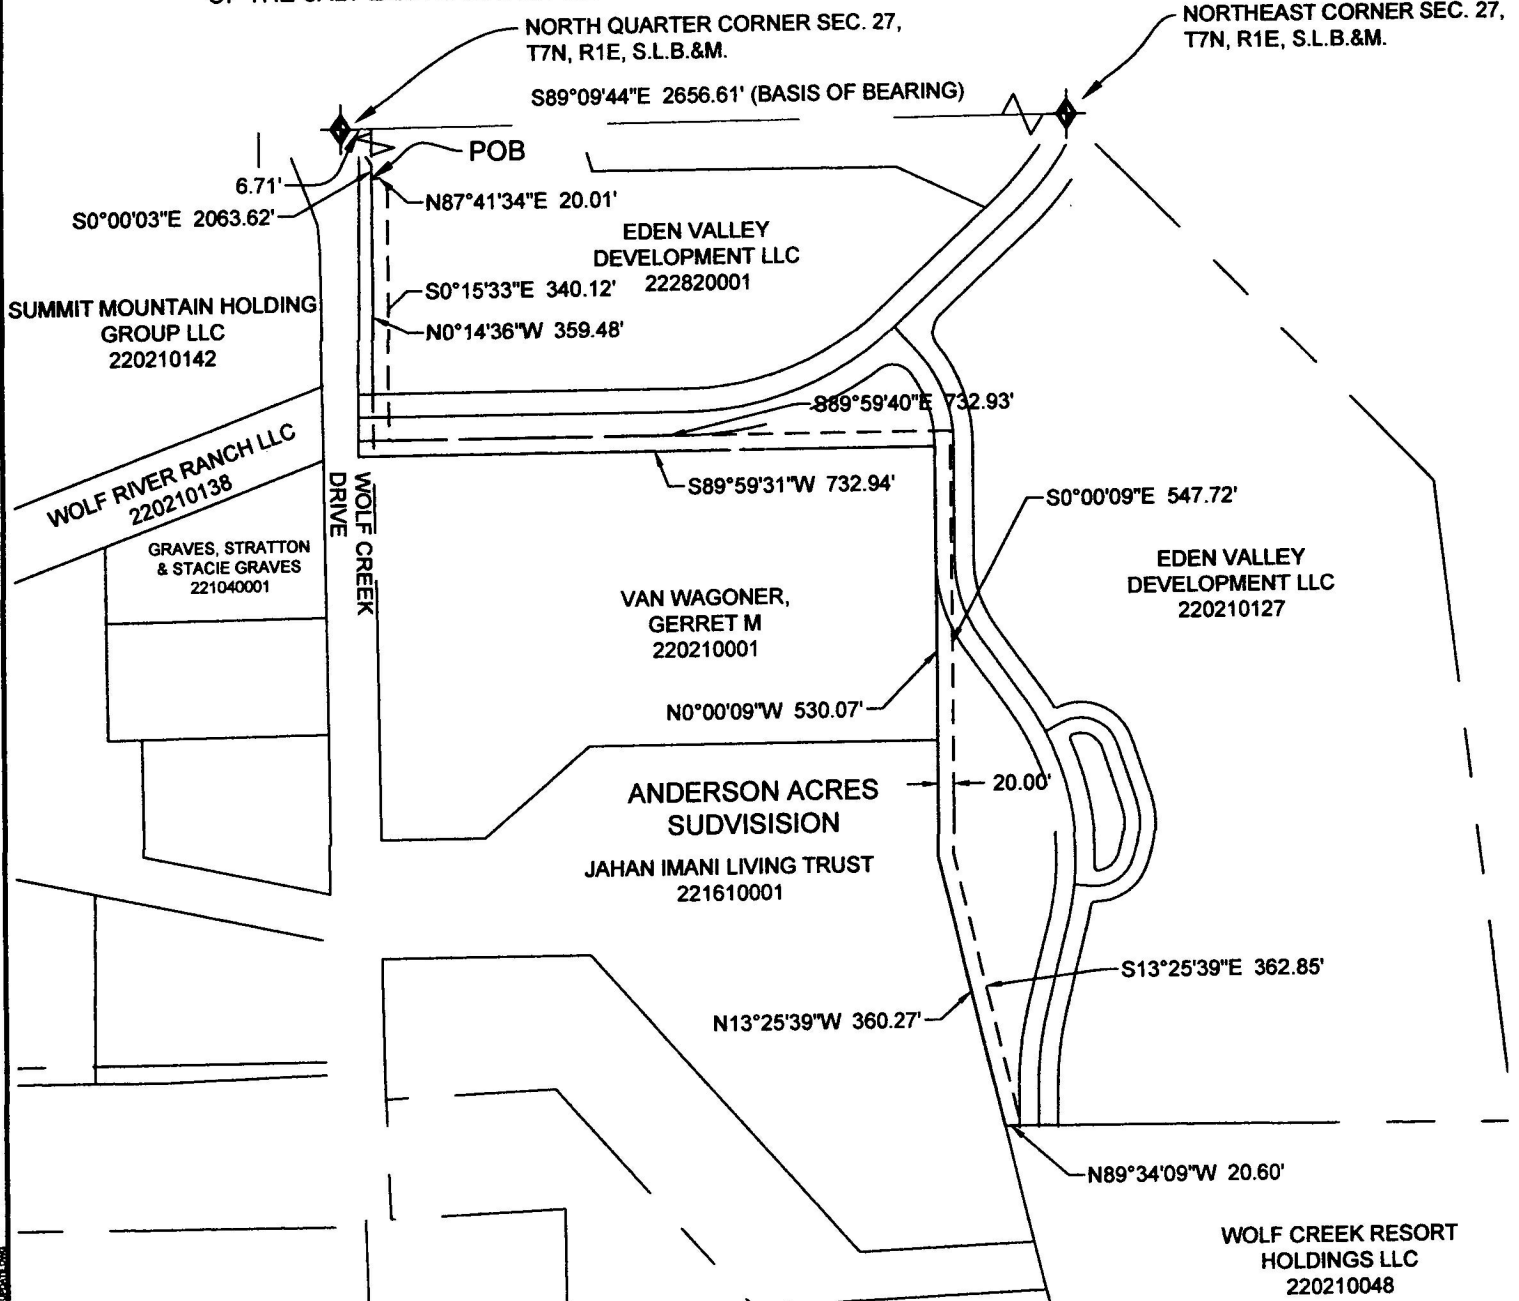 NORTH QUARTER CORNER SEC. 27,
T7N, R1E, S.L.B.&M.
NORTHEAST CORNER SEC. 27,
T7N, R1E, S.L.B.&M.
S89°09'44"E 2656.61' (BASIS OF BEARING)
POB
6.71'
N87°41'34"E 20.01'
S0°00'03"E 2063.62'
EDEN VALLEY
DEVELOPMENT LLC
222820001
S0°15'33"E 340.12'
N0°14'36"W 359.48'
SUMMIT MOUNTAIN HOLDING
GROUP LLC
220210142
S89°59'40"E 732.93'
WOLF RIVER RANCH LLC
220210138
S89°59'31"W 732.94'
WOLF CREEK
DRIVE
S0°00'09"E 547.72'
GRAVES, STRATTON
& STACIE GRAVES
221040001
EDEN VALLEY
DEVELOPMENT LLC
220210127
VAN WAGONER,
GERRET M
220210001
N0°00'09"W 530.07'
20.00'
ANDERSON ACRES
SUDVISISION
JAHAN IMANI LIVING TRUST
221610001
S13°25'39"E 362.85'
N13°25'39"W 360.27'
N89°34'09"W 20.60'
WOLF CREEK RESORT
HOLDINGS LLC
220210048